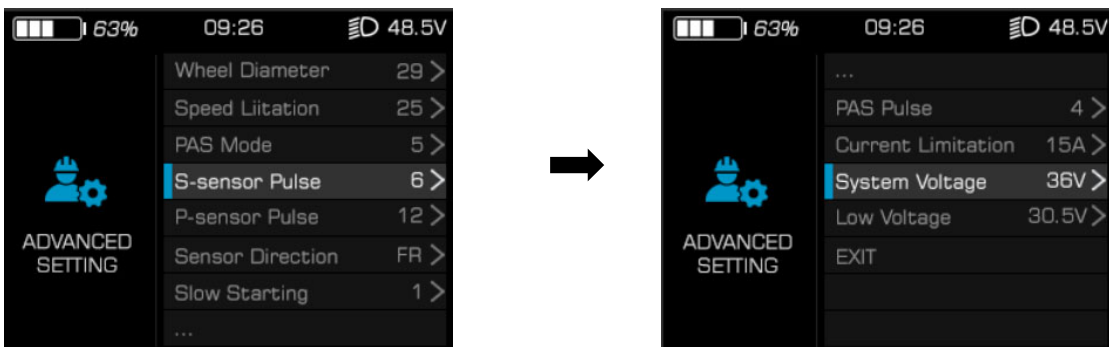 63% 09:26 48.5V
Wheel Diameter 29 >
Speed Liitation 25 >
PAS Mode 5 >
S-sensor Pulse 6 >
P-sensor Pulse 12 >
Sensor Direction FR >
Slow Starting 1 >
...
ADVANCED
SETTING
63% 09:26 48.5V
...
PAS Pulse 4 >
Current Limitation 15A >
System Voltage 36V >
Low Voltage 30.5V >
EXIT
ADVANCED
SETTING